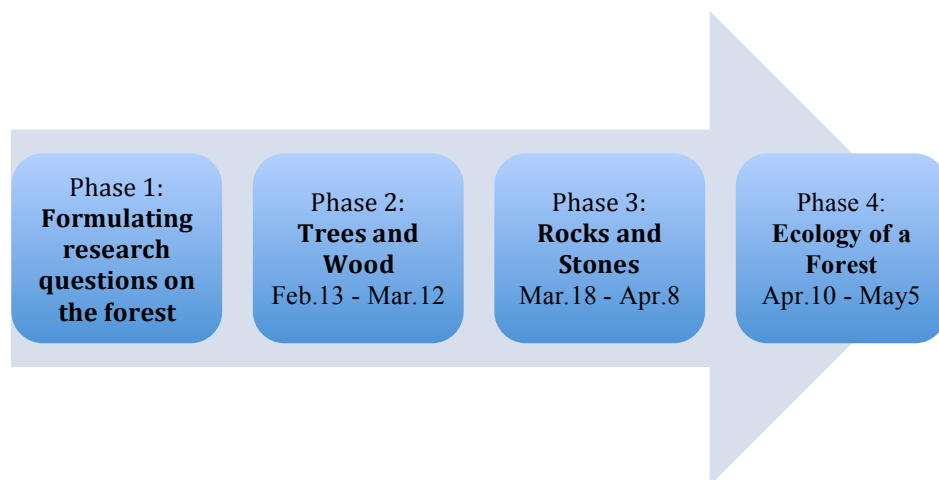 Phase 1:
Formulating
research
questions on
the forest
Phase 2:
Trees and
Wood
Feb.13 - Mar.12
Phase 3:
Rocks and
Stones
Mar.18 - Apr.8
Phase 4:
Ecology of a
Forest
Apr.10 - May5